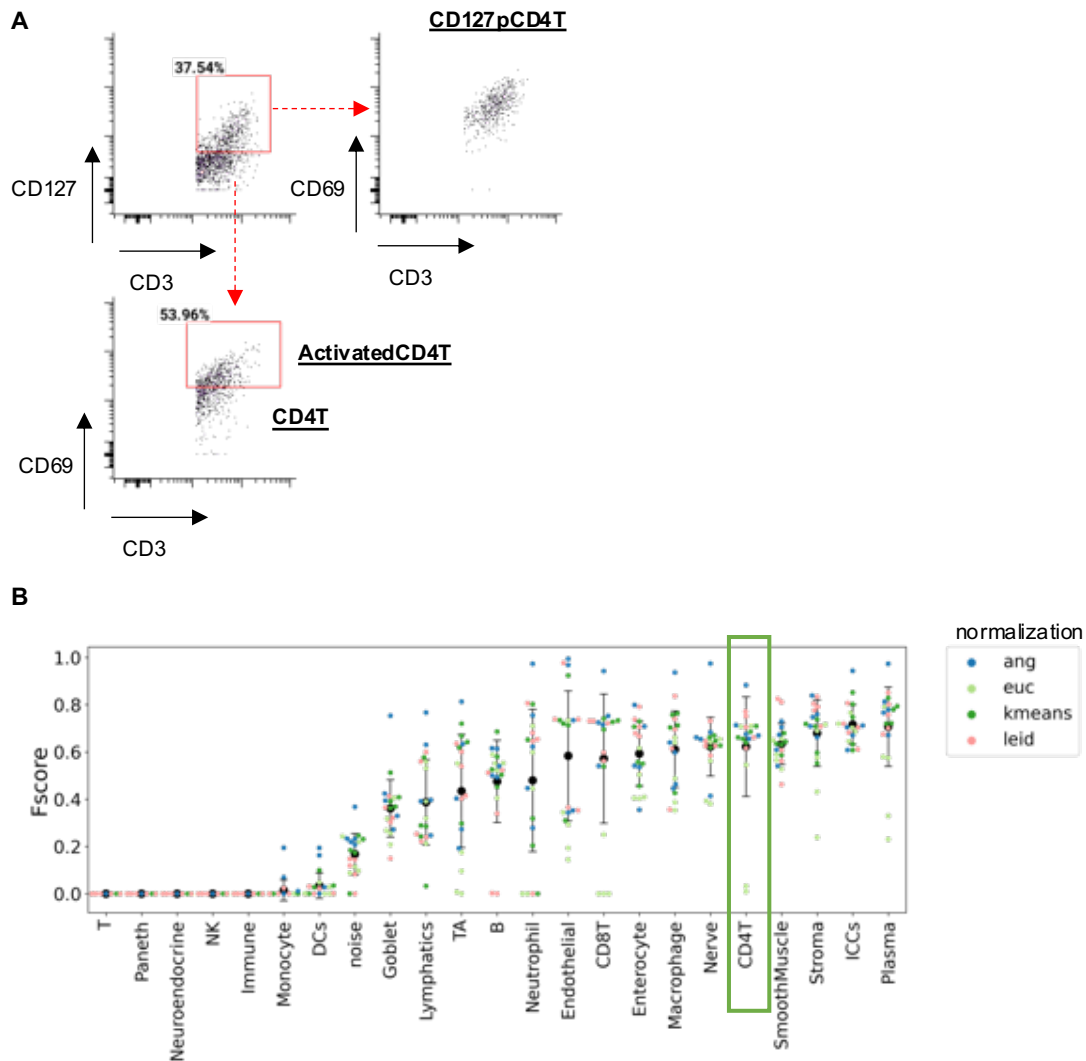 A
CD127pCD4T
37.54%
CD127
CD69
CD3
CD3
53.96%
ActivatedCD4T
CD4T
CD69
CD3
B
normalization
ang
euc
kmeans
leid
Fscore
1.0
0.8
0.6
0.4
0.2
0.0
T
Paneth
Neuroendocrine
NK
Immune
Monocyte
DCs
noise
Goblet
Lymphatics
TA
B
Neutrophil
Endothelial
CD8T
Enterocyte
Macrophage
Nerve
CD4T
SmoothMuscle
Stroma
ICCs
Plasma